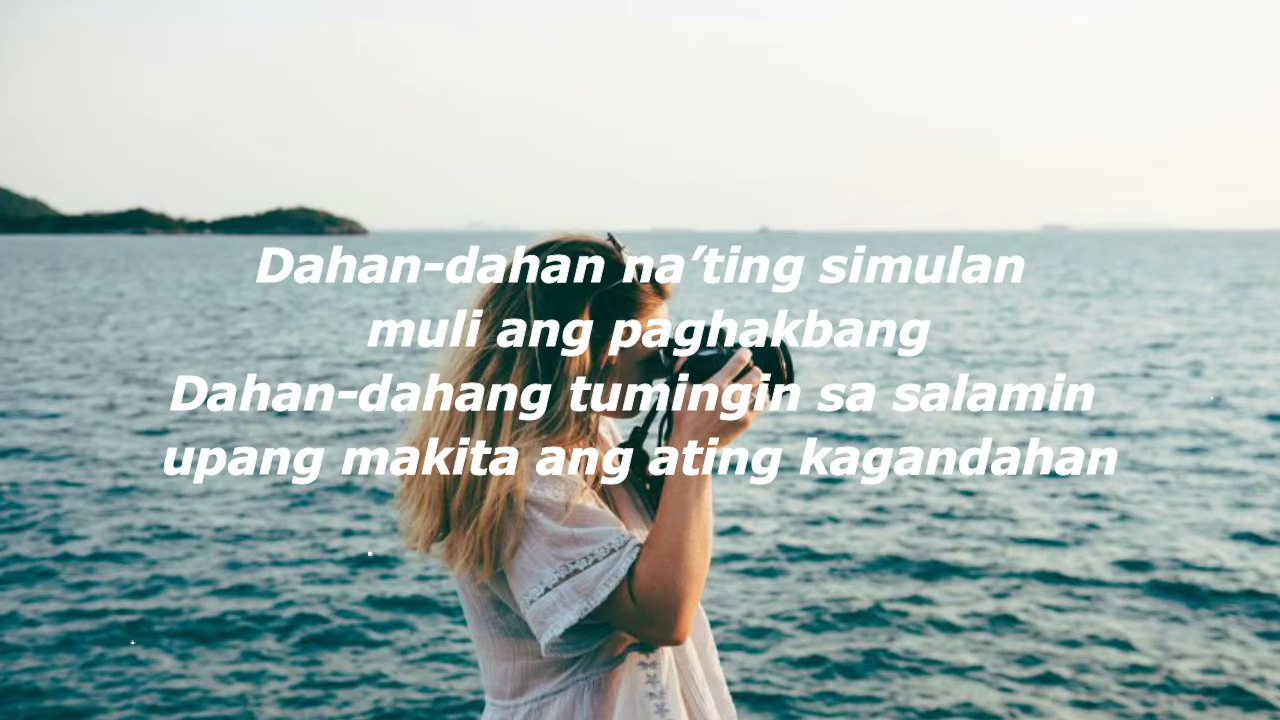 Dahan-dahan na’ting simulan
muli ang paghakbang
Dahan-dahang tumingin sa salamin
upang makita ang ating kagandahan